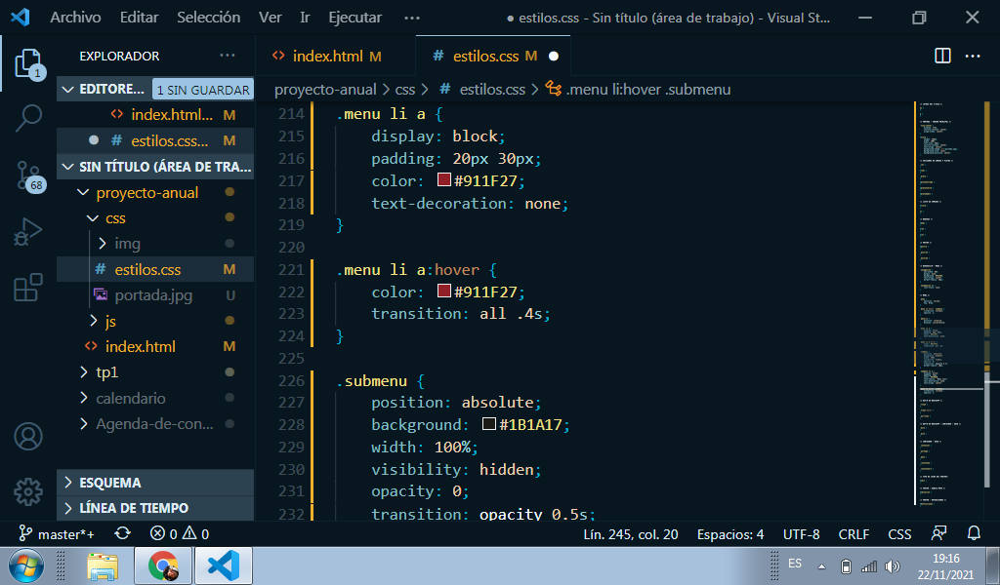 Archivo Editar Selección Ver Ir Ejecutar ··· ● estilos.css - Sin título (área de trabajo) - Visual St...
EXPLORADOR ···
index.html M
# estilos.css M ●
EDITORE... 1 SIN GUARDAR
index.html... M
● # estilos.css... M
SIN TÍTULO (ÁREA DE TRA...
proyecto-anual
css
img
# estilos.css M
portada.jpg U
js
index.html M
tp1
calendario
Agenda-de-con...
ESQUEMA
LÍNEA DE TIEMPO
1
68
proyecto-anual > css > # estilos.css > .menu li:hover .submenu
214 .menu li a {
215 display: block;
216 padding: 20px 30px;
217 color: #911F27;
218 text-decoration: none;
219 }
220
221 .menu li a:hover {
222 color: #911F27;
223 transition: all .4s;
224 }
225
226 .submenu {
227 position: absolute;
228 background: #1B1A17;
229 width: 100%;
230 visibility: hidden;
231 opacity: 0;
232 transition: opacity 0.5s;
master*+ 0 0 Lín. 245, col. 20 Espacios: 4 UTF-8 CRLF CSS
ES 19:16
22/11/2021